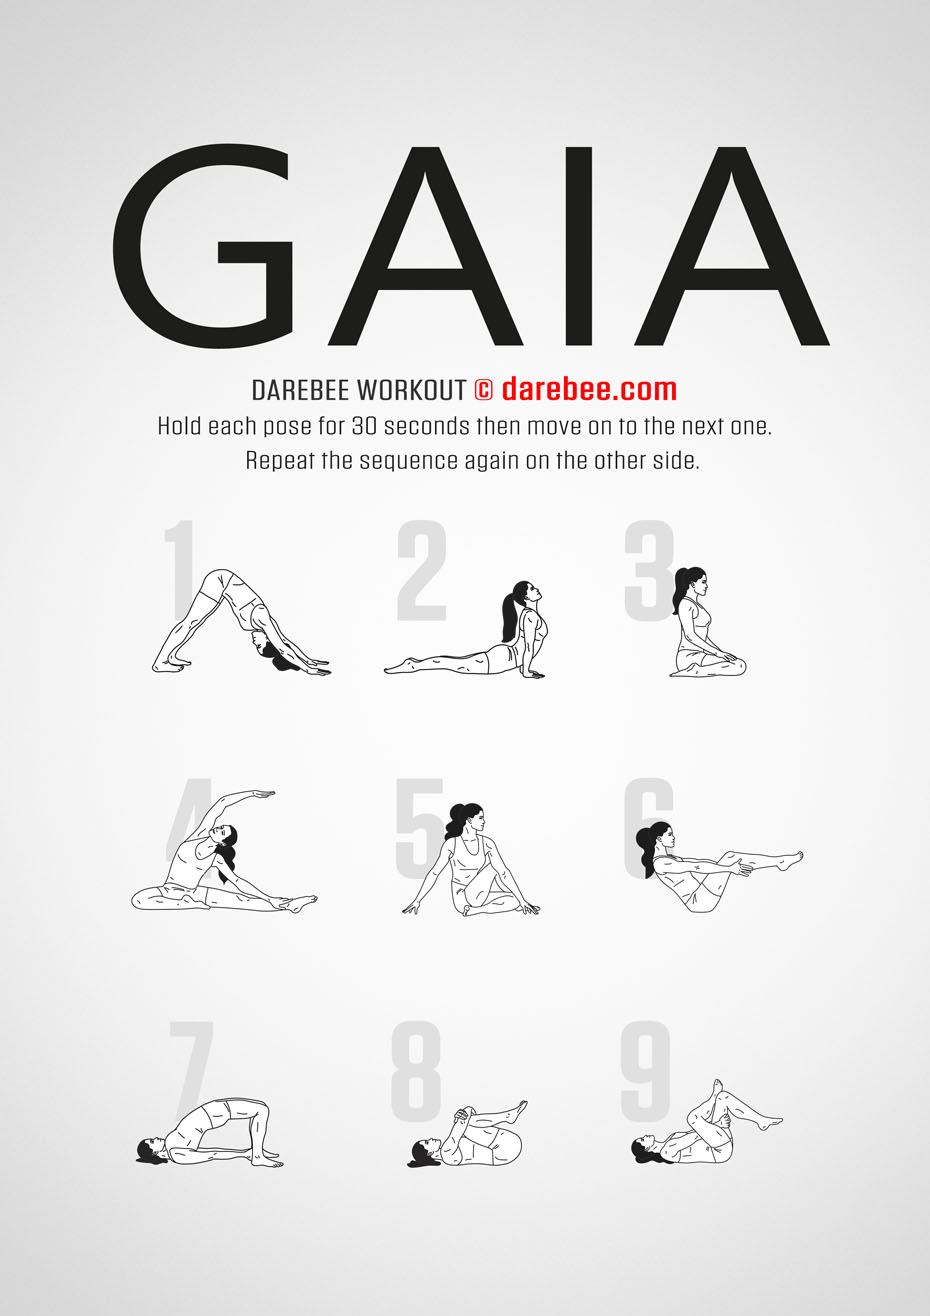 GAIA
DAREBEE WORKOUT © darebee.com
Hold each pose for 30 seconds then move on to the next one.
Repeat the sequence again on the other side.
1
2
3
4
5
6
7
8
9